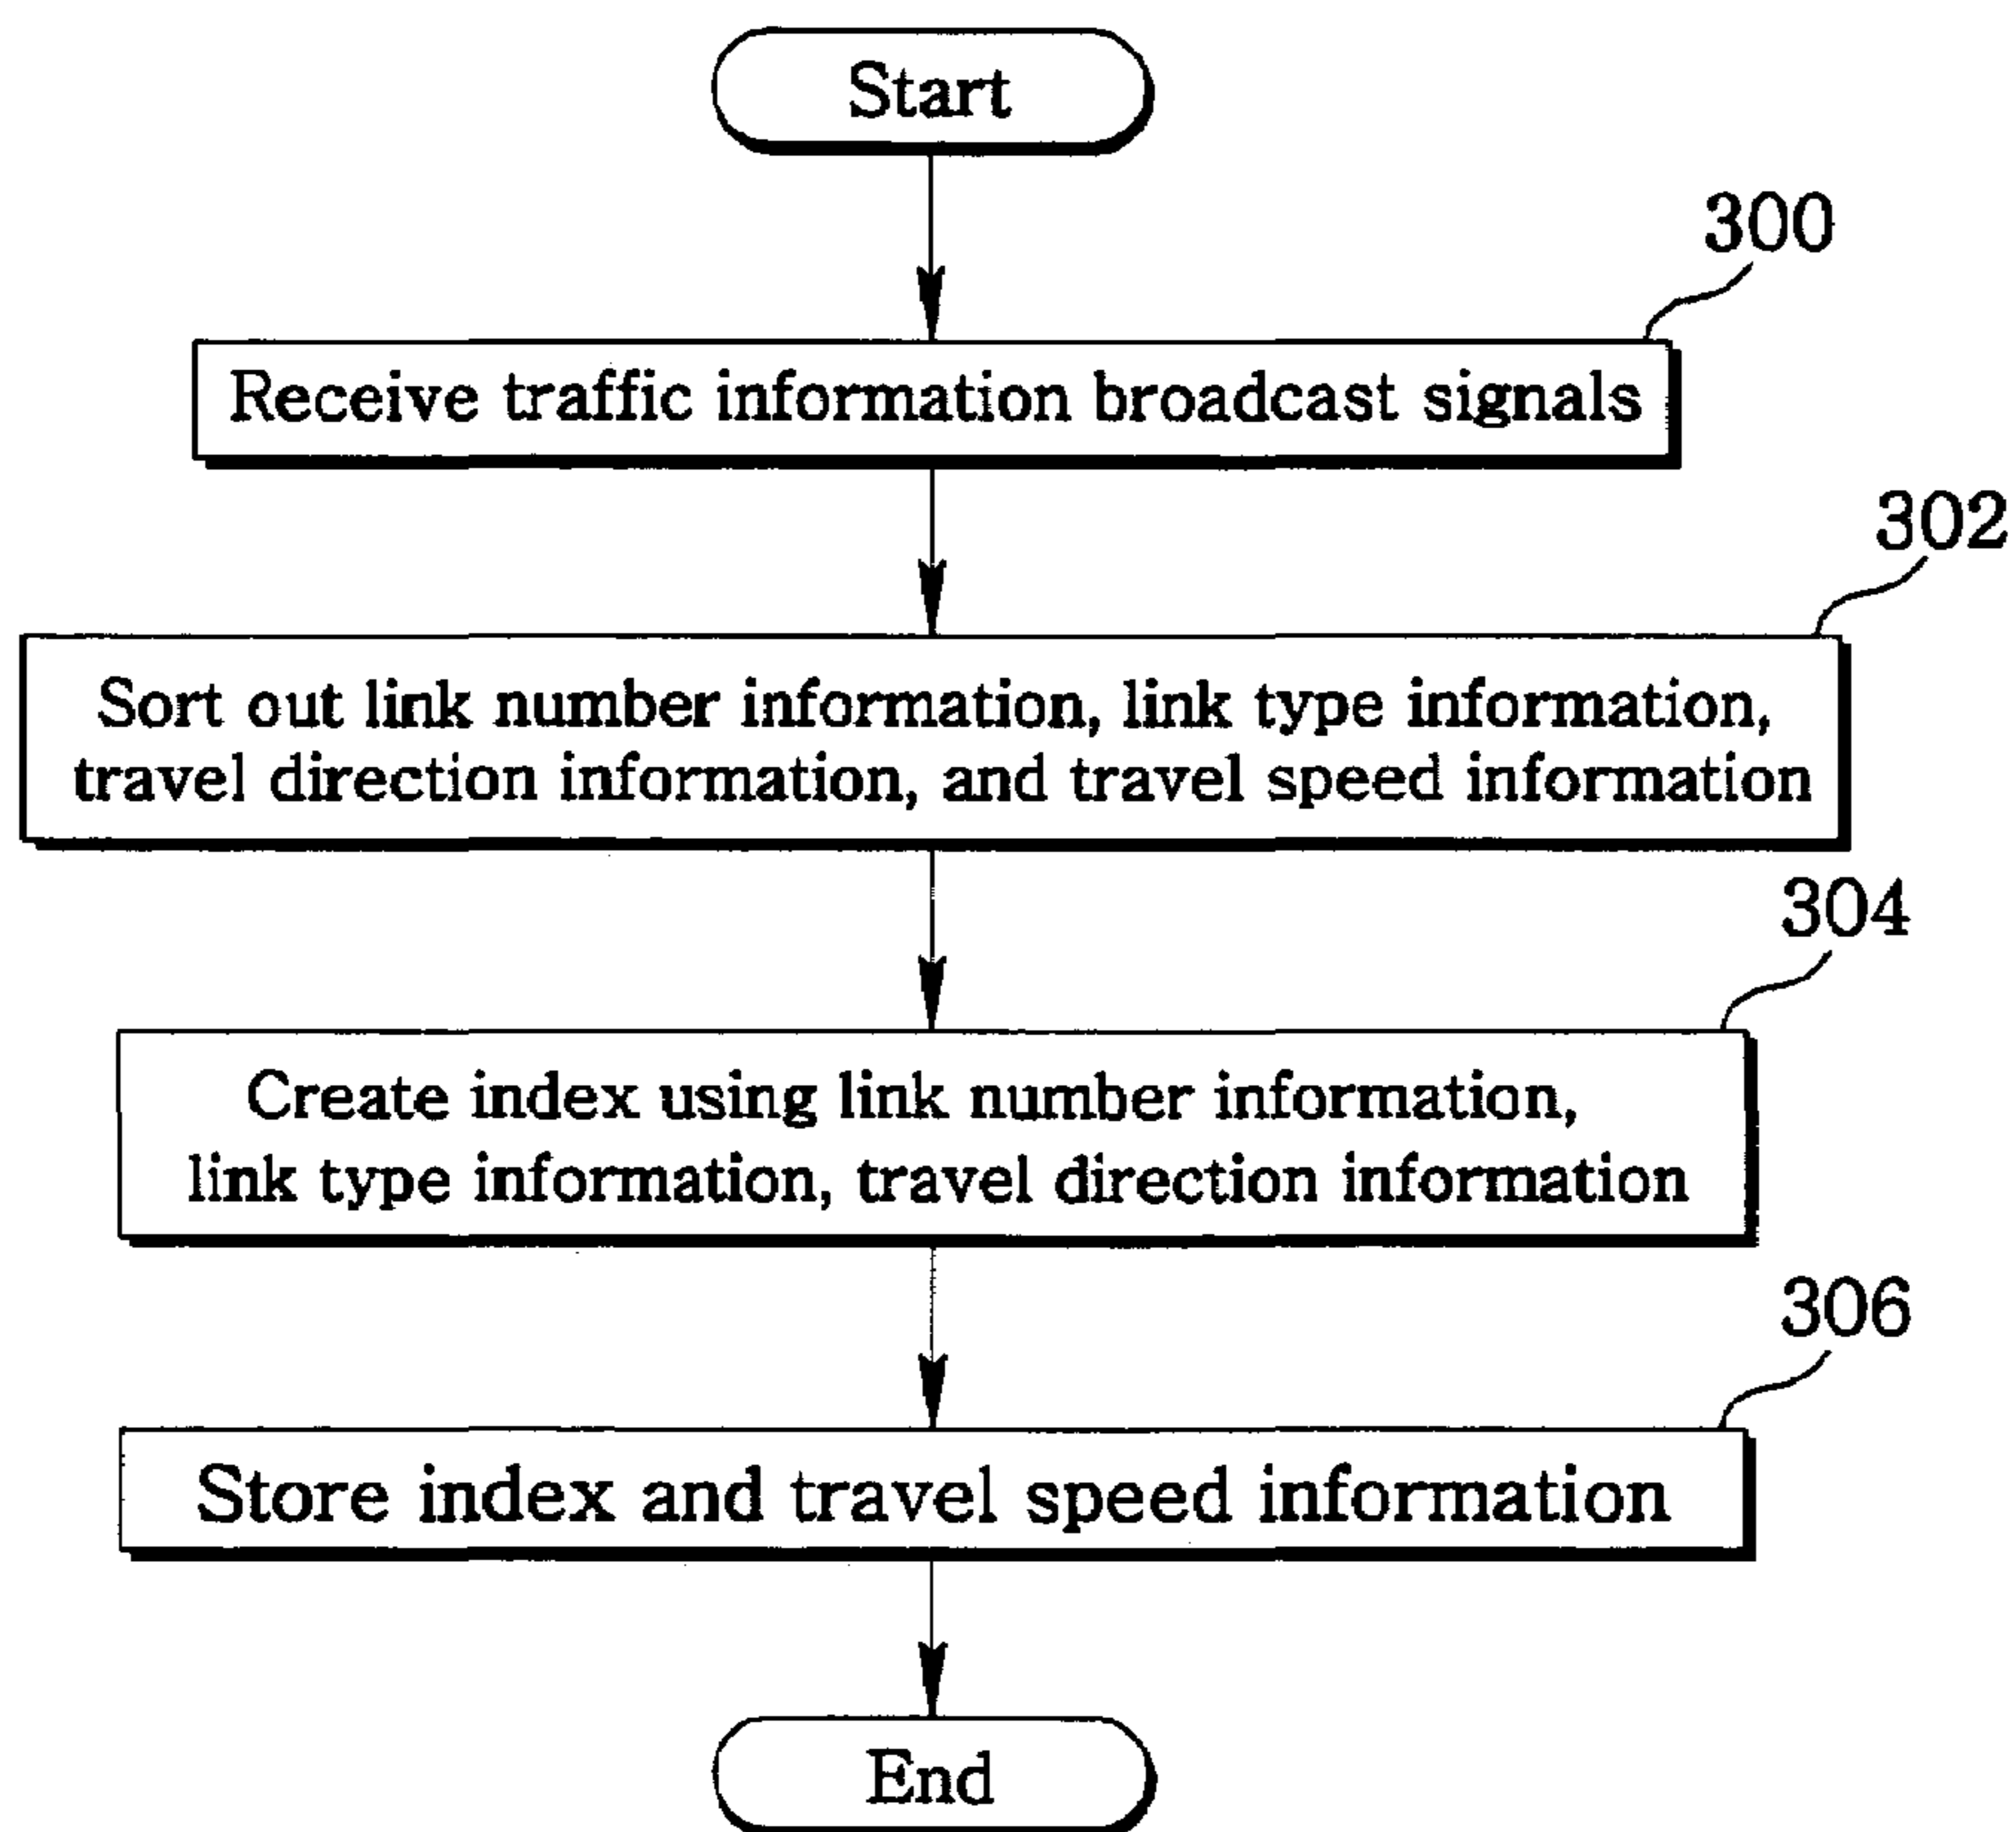 Start
300
Receive traffic information broadcast signals
302
Sort out link number information, link type information,
travel direction information, and travel speed information
304
Create index using link number information,
link type information, travel direction information
306
Store index and travel speed information
End